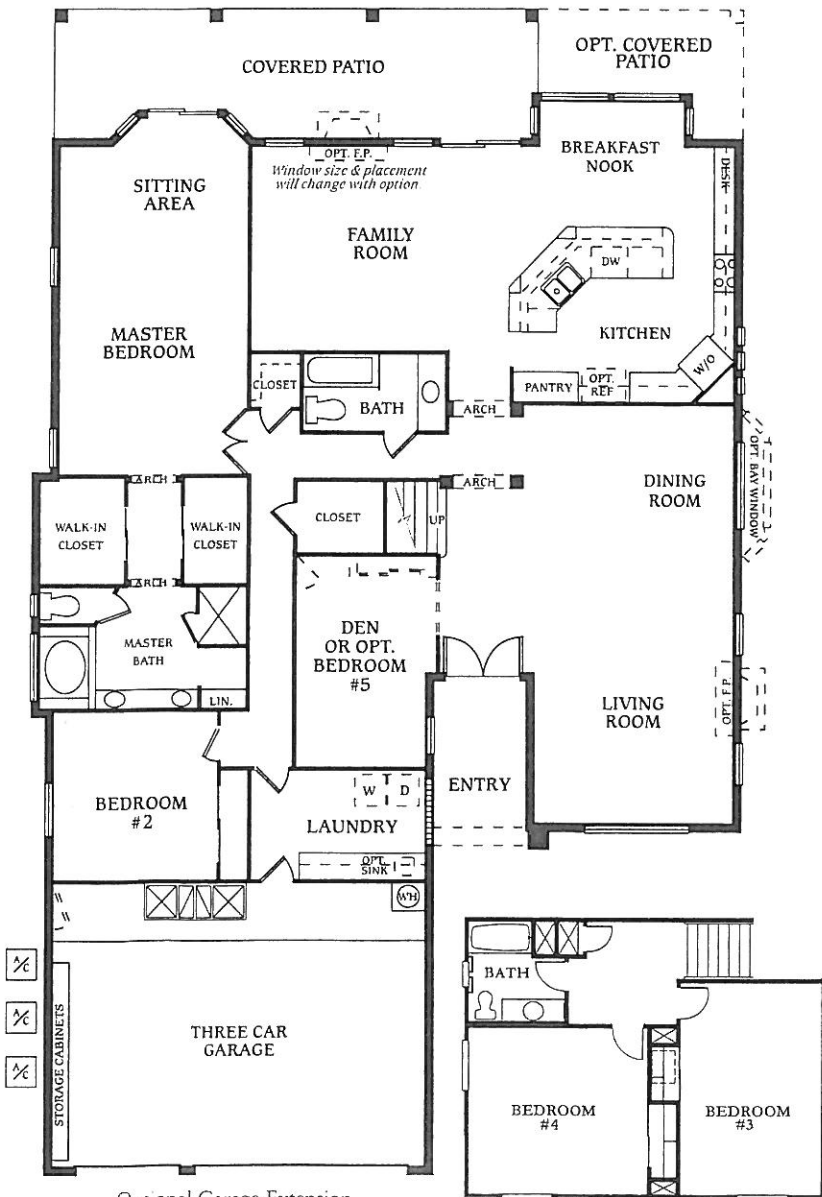 COVERED PATIO
OPT. COVERED
PATIO
OPT. F.P.
Window size & placement
will change with option
BREAKFAST
NOOK
DESK
SITTING
AREA
FAMILY
ROOM
DW
KITCHEN
MASTER
BEDROOM
W/O
CLOSET
BATH
PANTRY
OPT.
REF
ARCH
ARCH
ARCH
DINING
ROOM
OPT. BAY WINDOW
WALK-IN
CLOSET
WALK-IN
CLOSET
CLOSET
UP
ARCH
MASTER
BATH
DEN
OR OPT.
BEDROOM
#5
LIN.
OPT. F.P.
LIVING
ROOM
BEDROOM
#2
W
D
ENTRY
LAUNDRY
OPT.
SINK
WH
A/C
A/C
A/C
STORAGE CABINETS
THREE CAR
GARAGE
BATH
BEDROOM
#4
BEDROOM
#3
Garage Extension